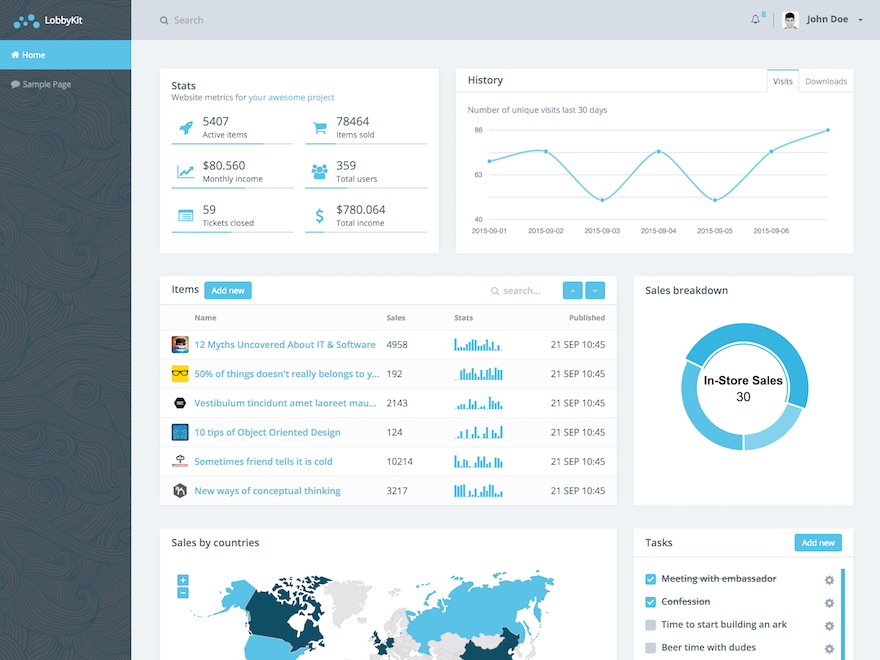 LobbyKit
Search
8
John Doe
Home
Sample Page
Stats
Website metrics for your awesome project
5407
Active items
78464
Items sold
$80.560
Monthly income
359
Total users
59
Tickets closed
$780.064
Total income
History
Visits
Downloads
Number of unique visits last 30 days
86
63
40
2015-09-01 2015-09-02 2015-09-03 2015-09-04 2015-09-05 2015-09-06
Items
Add new
search...
Name Sales Stats Published
12 Myths Uncovered About IT & Software 4958 21 SEP 10:45
50% of things doesn't really belongs to y... 192 21 SEP 10:45
Vestibulum tincidunt amet laoreet mau... 2143 21 SEP 10:45
10 tips of Object Oriented Design 124 21 SEP 10:45
Sometimes friend tells it is cold 10214 21 SEP 10:45
New ways of conceptual thinking 3217 21 SEP 10:45
Sales breakdown
In-Store Sales
30
Sales by countries
+
−
Tasks
Add new
Meeting with embassador
Confession
Time to start building an ark
Beer time with dudes